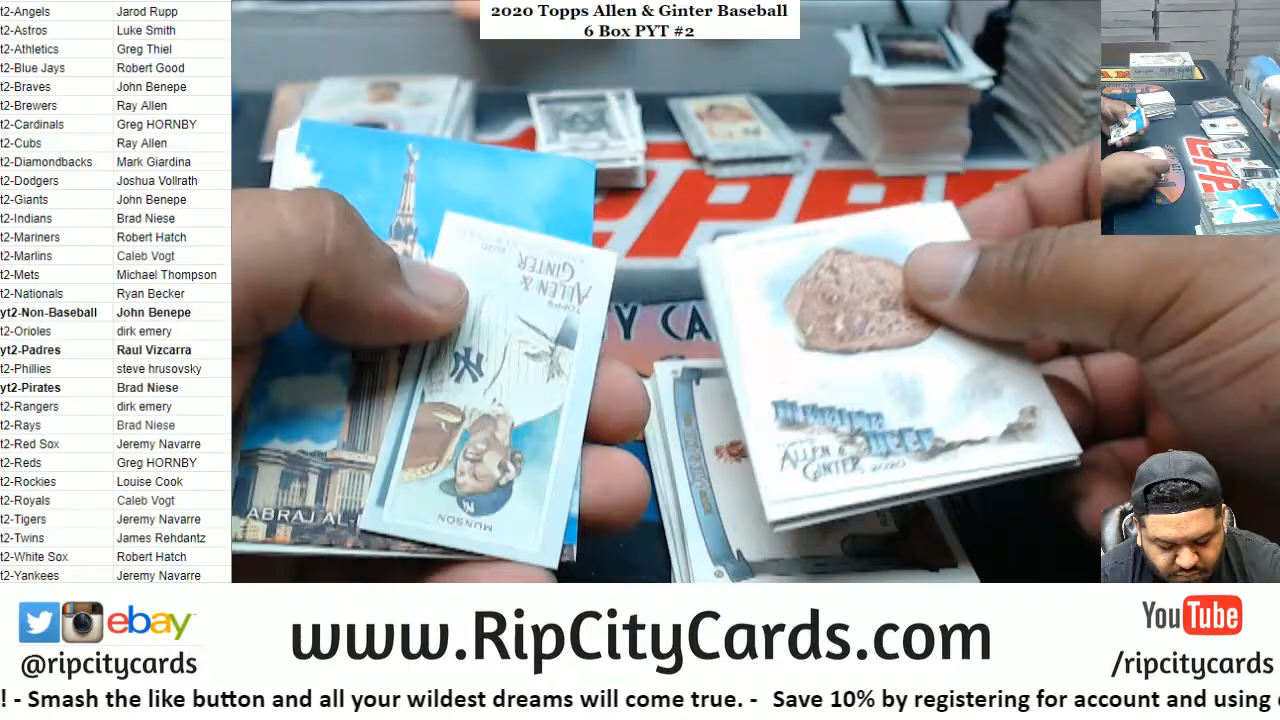 2020 Topps Allen & Ginter Baseball
6 Box PYT #2
t2-Angels Jarod Rupp
t2-Astros Luke Smith
t2-Athletics Greg Thiel
t2-Blue Jays Robert Good
t2-Braves John Benepe
t2-Brewers Ray Allen
t2-Cardinals Greg HORNBY
t2-Cubs Ray Allen
t2-Diamondbacks Mark Giardina
t2-Dodgers Joshua Vollrath
t2-Giants John Benepe
t2-Indians Brad Niese
t2-Mariners Robert Hatch
t2-Marlins Caleb Vogt
t2-Mets Michael Thompson
t2-Nationals Ryan Becker
yt2-Non-Baseball John Benepe
t2-Orioles dirk emery
yt2-Padres Raul Vizcarra
t2-Phillies steve hrusovsky
yt2-Pirates Brad Niese
t2-Rangers dirk emery
t2-Rays Brad Niese
t2-Red Sox Jeremy Navarre
t2-Reds Greg HORNBY
t2-Rockies Louise Cook
t2-Royals Caleb Vogt
t2-Tigers Jeremy Navarre
t2-Twins James Rehdantz
t2-White Sox Robert Hatch
t2-Yankees Jeremy Navarre
ABRAJ AL-
TOPPS
ALLEN &
GINTER
2020
NY
MUNSON
TOPPS
ALLEN &
GINTER, 2020
Y CA
ebay
@ripcitycards
www.RipCityCards.com
YouTube
/ripcitycards
! - Smash the like button and all your wildest dreams will come true. - Save 10% by registering for account and using